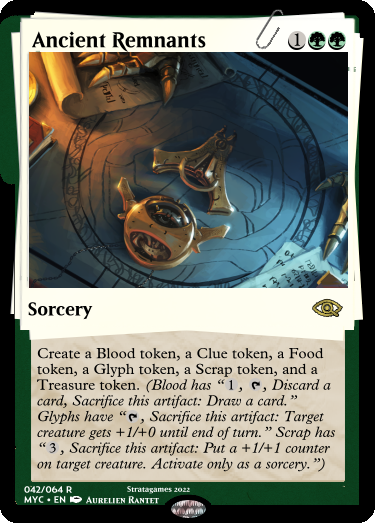 Ancient Remnants 1
Sorcery
Create a Blood token, a Clue token, a Food
token, a Glyph token, a Scrap token, and a
Treasure token. (Blood has “1, , Discard a
card, Sacrifice this artifact: Draw a card.”
Glyphs have “, Sacrifice this artifact: Target
creature gets +1/+0 until end of turn.” Scrap has
“3, Sacrifice this artifact: Put a +1/+1 counter
on target creature. Activate only as a sorcery.”)
042/064 R Stratagames 2022
MYC • EN Aurelien Rantet